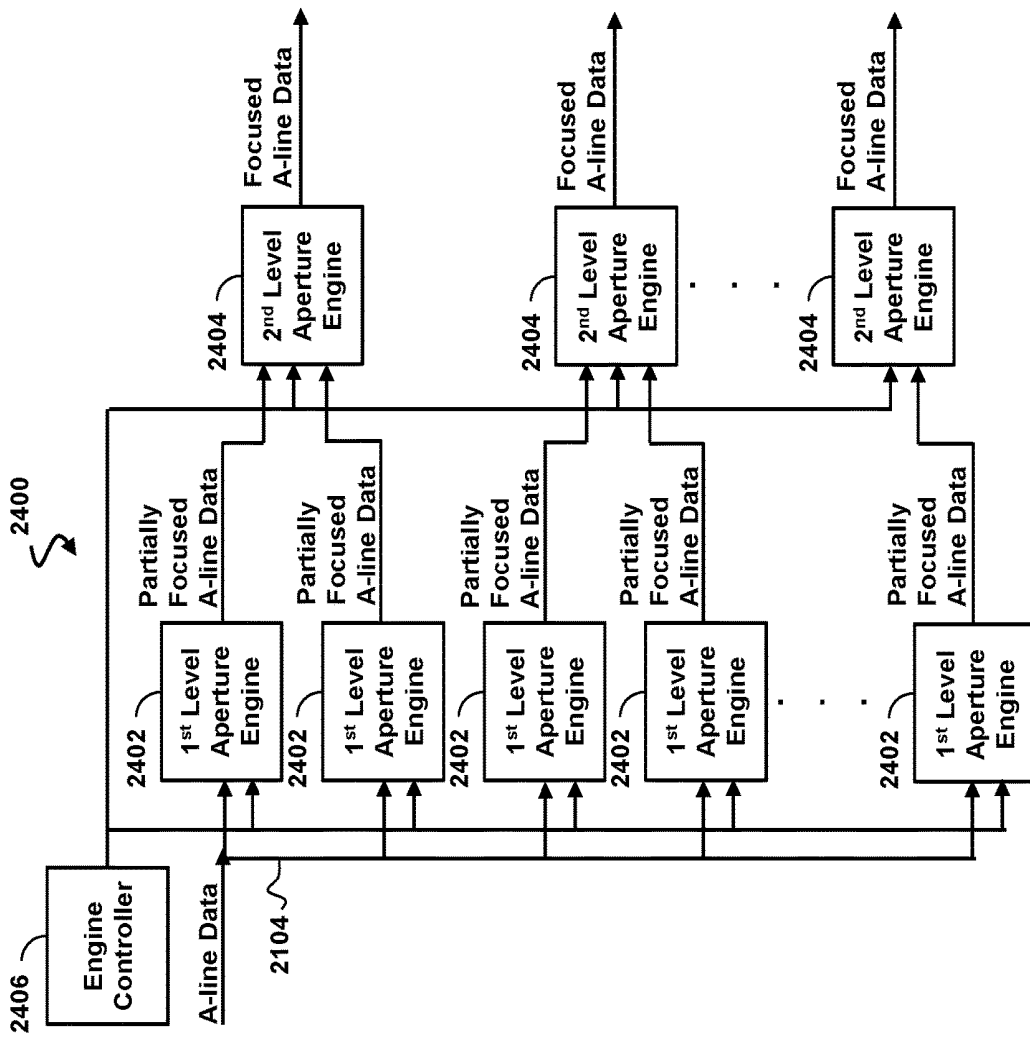 2400
2406
Engine
Controller
A-line Data
2104
2402
1st Level
Aperture
Engine
Partially
Focused
A-line Data
2402
1st Level
Aperture
Engine
Partially
Focused
A-line Data
2402
1st Level
Aperture
Engine
Partially
Focused
A-line Data
2402
1st Level
Aperture
Engine
Partially
Focused
A-line Data
. . .
2402
1st Level
Aperture
Engine
Partially
Focused
A-line Data
2404
2nd Level
Aperture
Engine
Focused
A-line Data
2404
2nd Level
Aperture
Engine
Focused
A-line Data
. . .
2404
2nd Level
Aperture
Engine
Focused
A-line Data